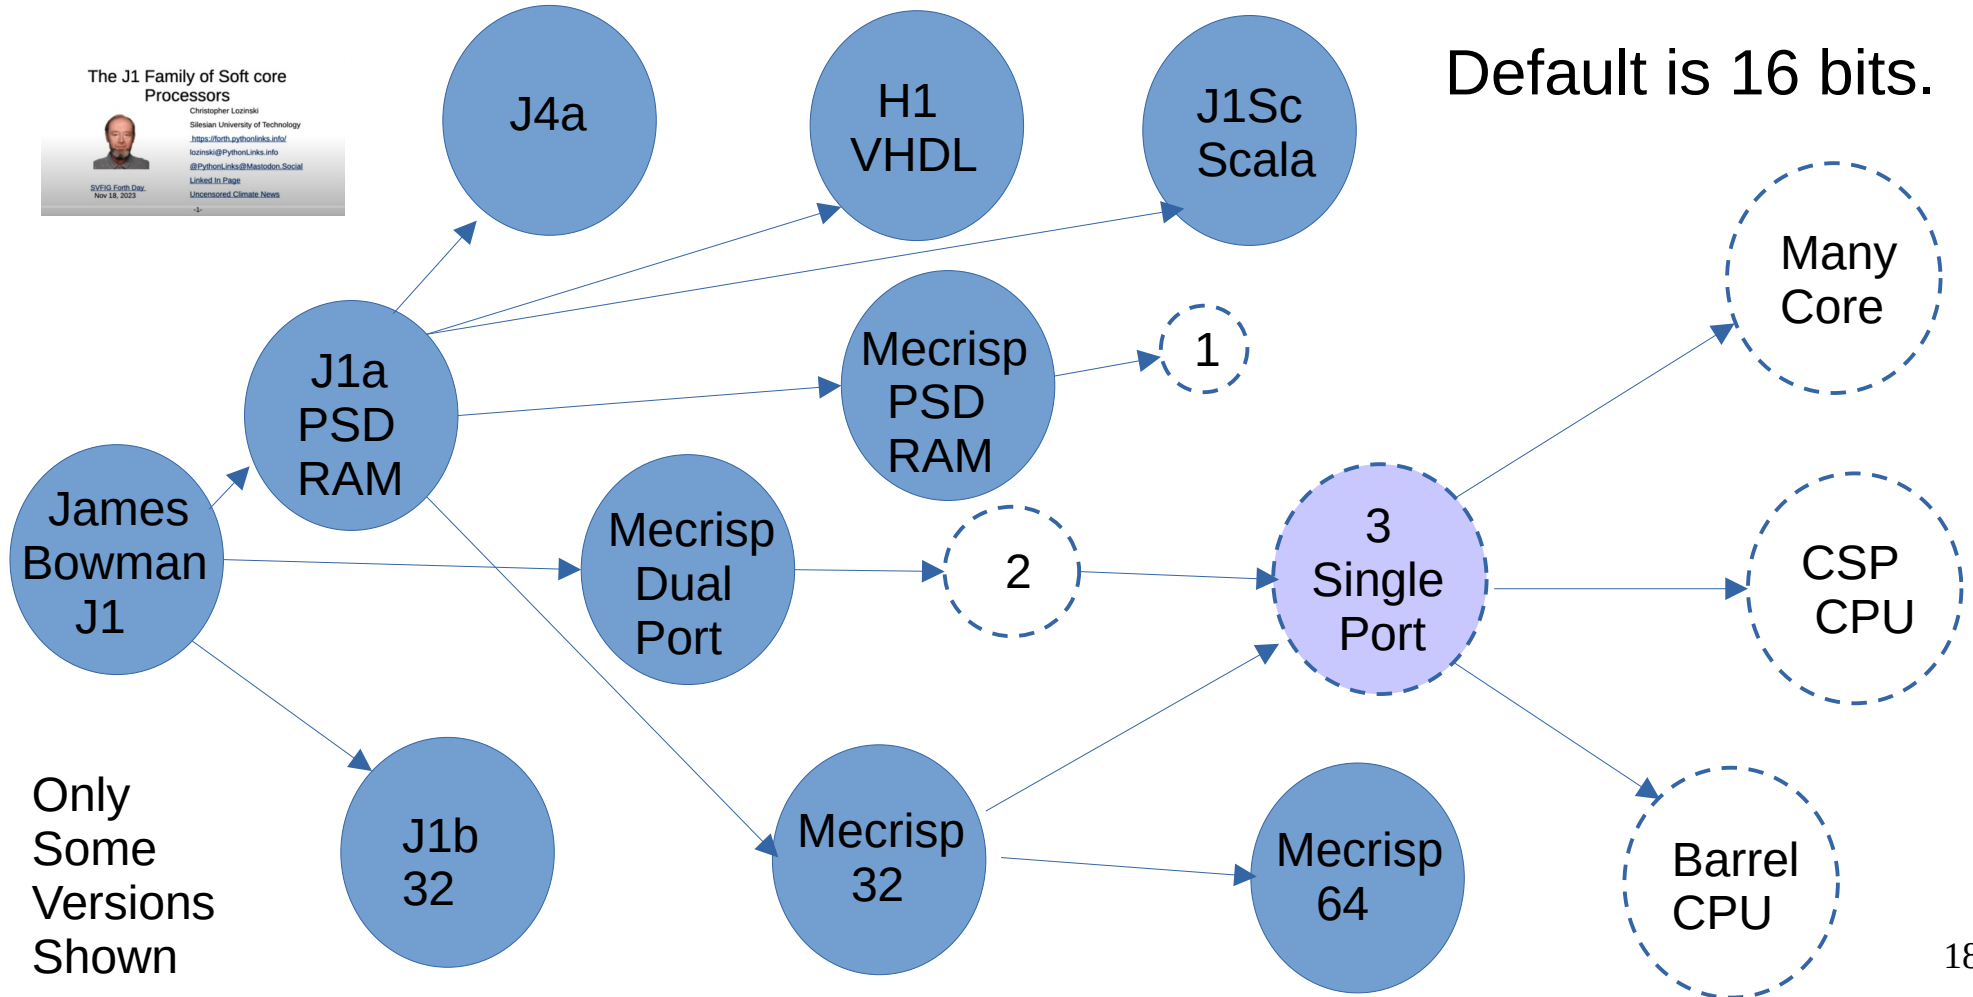 The J1 Family of Soft core
Processors
Christopher Lozinski
Silesian University of Technology
https://forth.pythonlinks.info/
lozinski@PythonLinks.info
@PythonLinks@Mastodon.Social
Linked In Page
Uncensored Climate News
SVFIG Forth Day
Nov 18, 2023
-1-
Default is 16 bits.
J4a
H1
VHDL
J1Sc
Scala
Many
Core
J1a
PSD
RAM
Mecrisp
PSD
RAM
1
James
Bowman
J1
Mecrisp
Dual
Port
2
3
Single
Port
CSP
CPU
J1b
32
Mecrisp
32
Mecrisp
64
Barrel
CPU
Only
Some
Versions
Shown
18